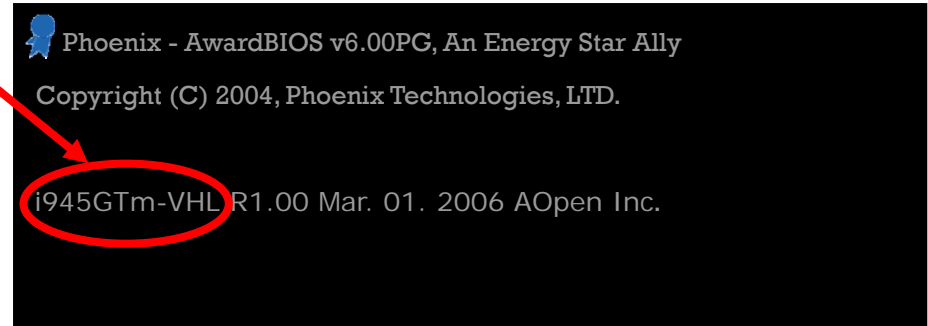 Phoenix - AwardBIOS v6.00PG, An Energy Star Ally
Copyright (C) 2004, Phoenix Technologies, LTD.
i945GTm-VHL R1.00 Mar. 01. 2006 AOpen Inc.